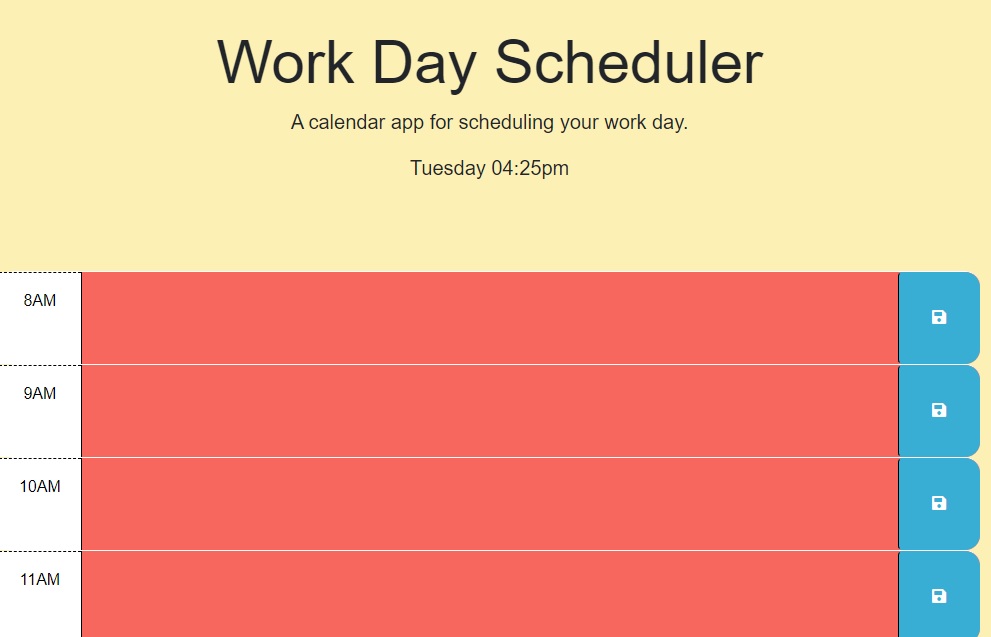 Work Day Scheduler
A calendar app for scheduling your work day.
Tuesday 04:25pm
8AM
9AM
10AM
11AM